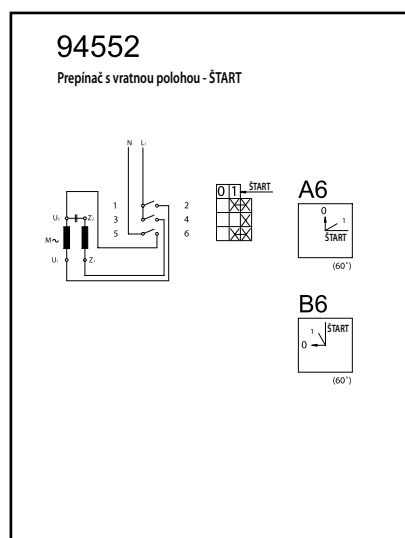 94552
Prepínač s vratnou polohou - ŠTART
N L₁
1 2
3 4
5 6
U₂ Z₂
M~
U₁ Z₁
0 1 ŠTART
A6
0
1
ŠTART
(60°)
B6
1 ŠTART
0
(60°)